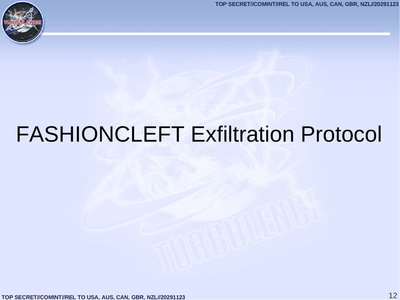 TOP SECRET//COMINT//REL TO USA, AUS, CAN, GBR, NZL//20291123
FASHIONCLEFT Exfiltration Protocol
TURBULENCE
TOP SECRET//COMINT//REL TO USA, AUS, CAN, GBR, NZL//20291123
12